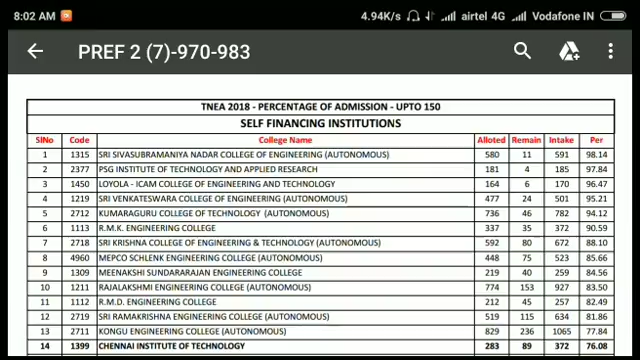 8:02 AM 4.94K/s airtel 4G Vodafone IN
PREF 2 (7)-970-983
TNEA 2018 - PERCENTAGE OF ADMISSION - UPTO 150
SELF FINANCING INSTITUTIONS
SlNo Code College Name Alloted Remain Intake Per
1 1315 SRI SIVASUBRAMANIYA NADAR COLLEGE OF ENGINEERING (AUTONOMOUS) 580 11 591 98.14
2 2377 PSG INSTITUTE OF TECHNOLOGY AND APPLIED RESEARCH 181 4 185 97.84
3 1450 LOYOLA - ICAM COLLEGE OF ENGINEERING AND TECHNOLOGY 164 6 170 96.47
4 1219 SRI VENKATESWARA COLLEGE OF ENGINEERING (AUTONOMOUS) 477 24 501 95.21
5 2712 KUMARAGURU COLLEGE OF TECHNOLOGY (AUTONOMOUS) 736 46 782 94.12
6 1113 R.M.K. ENGINEERING COLLEGE 337 35 372 90.59
7 2718 SRI KRISHNA COLLEGE OF ENGINEERING & TECHNOLOGY (AUTONOMOUS) 592 80 672 88.10
8 4960 MEPCO SCHLENK ENGINEERING COLLEGE (AUTONOMOUS) 448 75 523 85.66
9 1309 MEENAKSHI SUNDARARAJAN ENGINEERING COLLEGE 219 40 259 84.56
10 1211 RAJALAKSHMI ENGINEERING COLLEGE (AUTONOMOUS) 774 153 927 83.50
11 1112 R.M.D. ENGINEERING COLLEGE 212 45 257 82.49
12 2719 SRI RAMAKRISHNA ENGINEERING COLLEGE (AUTONOMOUS) 519 115 634 81.86
13 2711 KONGU ENGINEERING COLLEGE (AUTONOMOUS) 829 236 1065 77.84
14 1399 CHENNAI INSTITUTE OF TECHNOLOGY 283 89 372 76.08